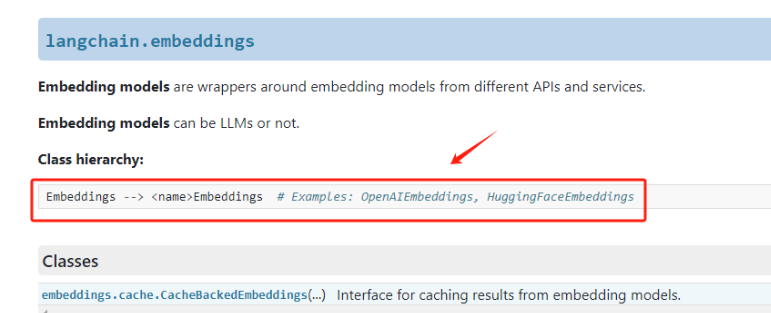 langchain.embeddings
Embedding models are wrappers around embedding models from different APIs and services.
Embedding models can be LLMs or not.
Class hierarchy:
Embeddings --> <name>Embeddings  # Examples: OpenAIEmbeddings, HuggingFaceEmbeddings
Classes
embeddings.cache.CacheBackedEmbeddings(...) Interface for caching results from embedding models.